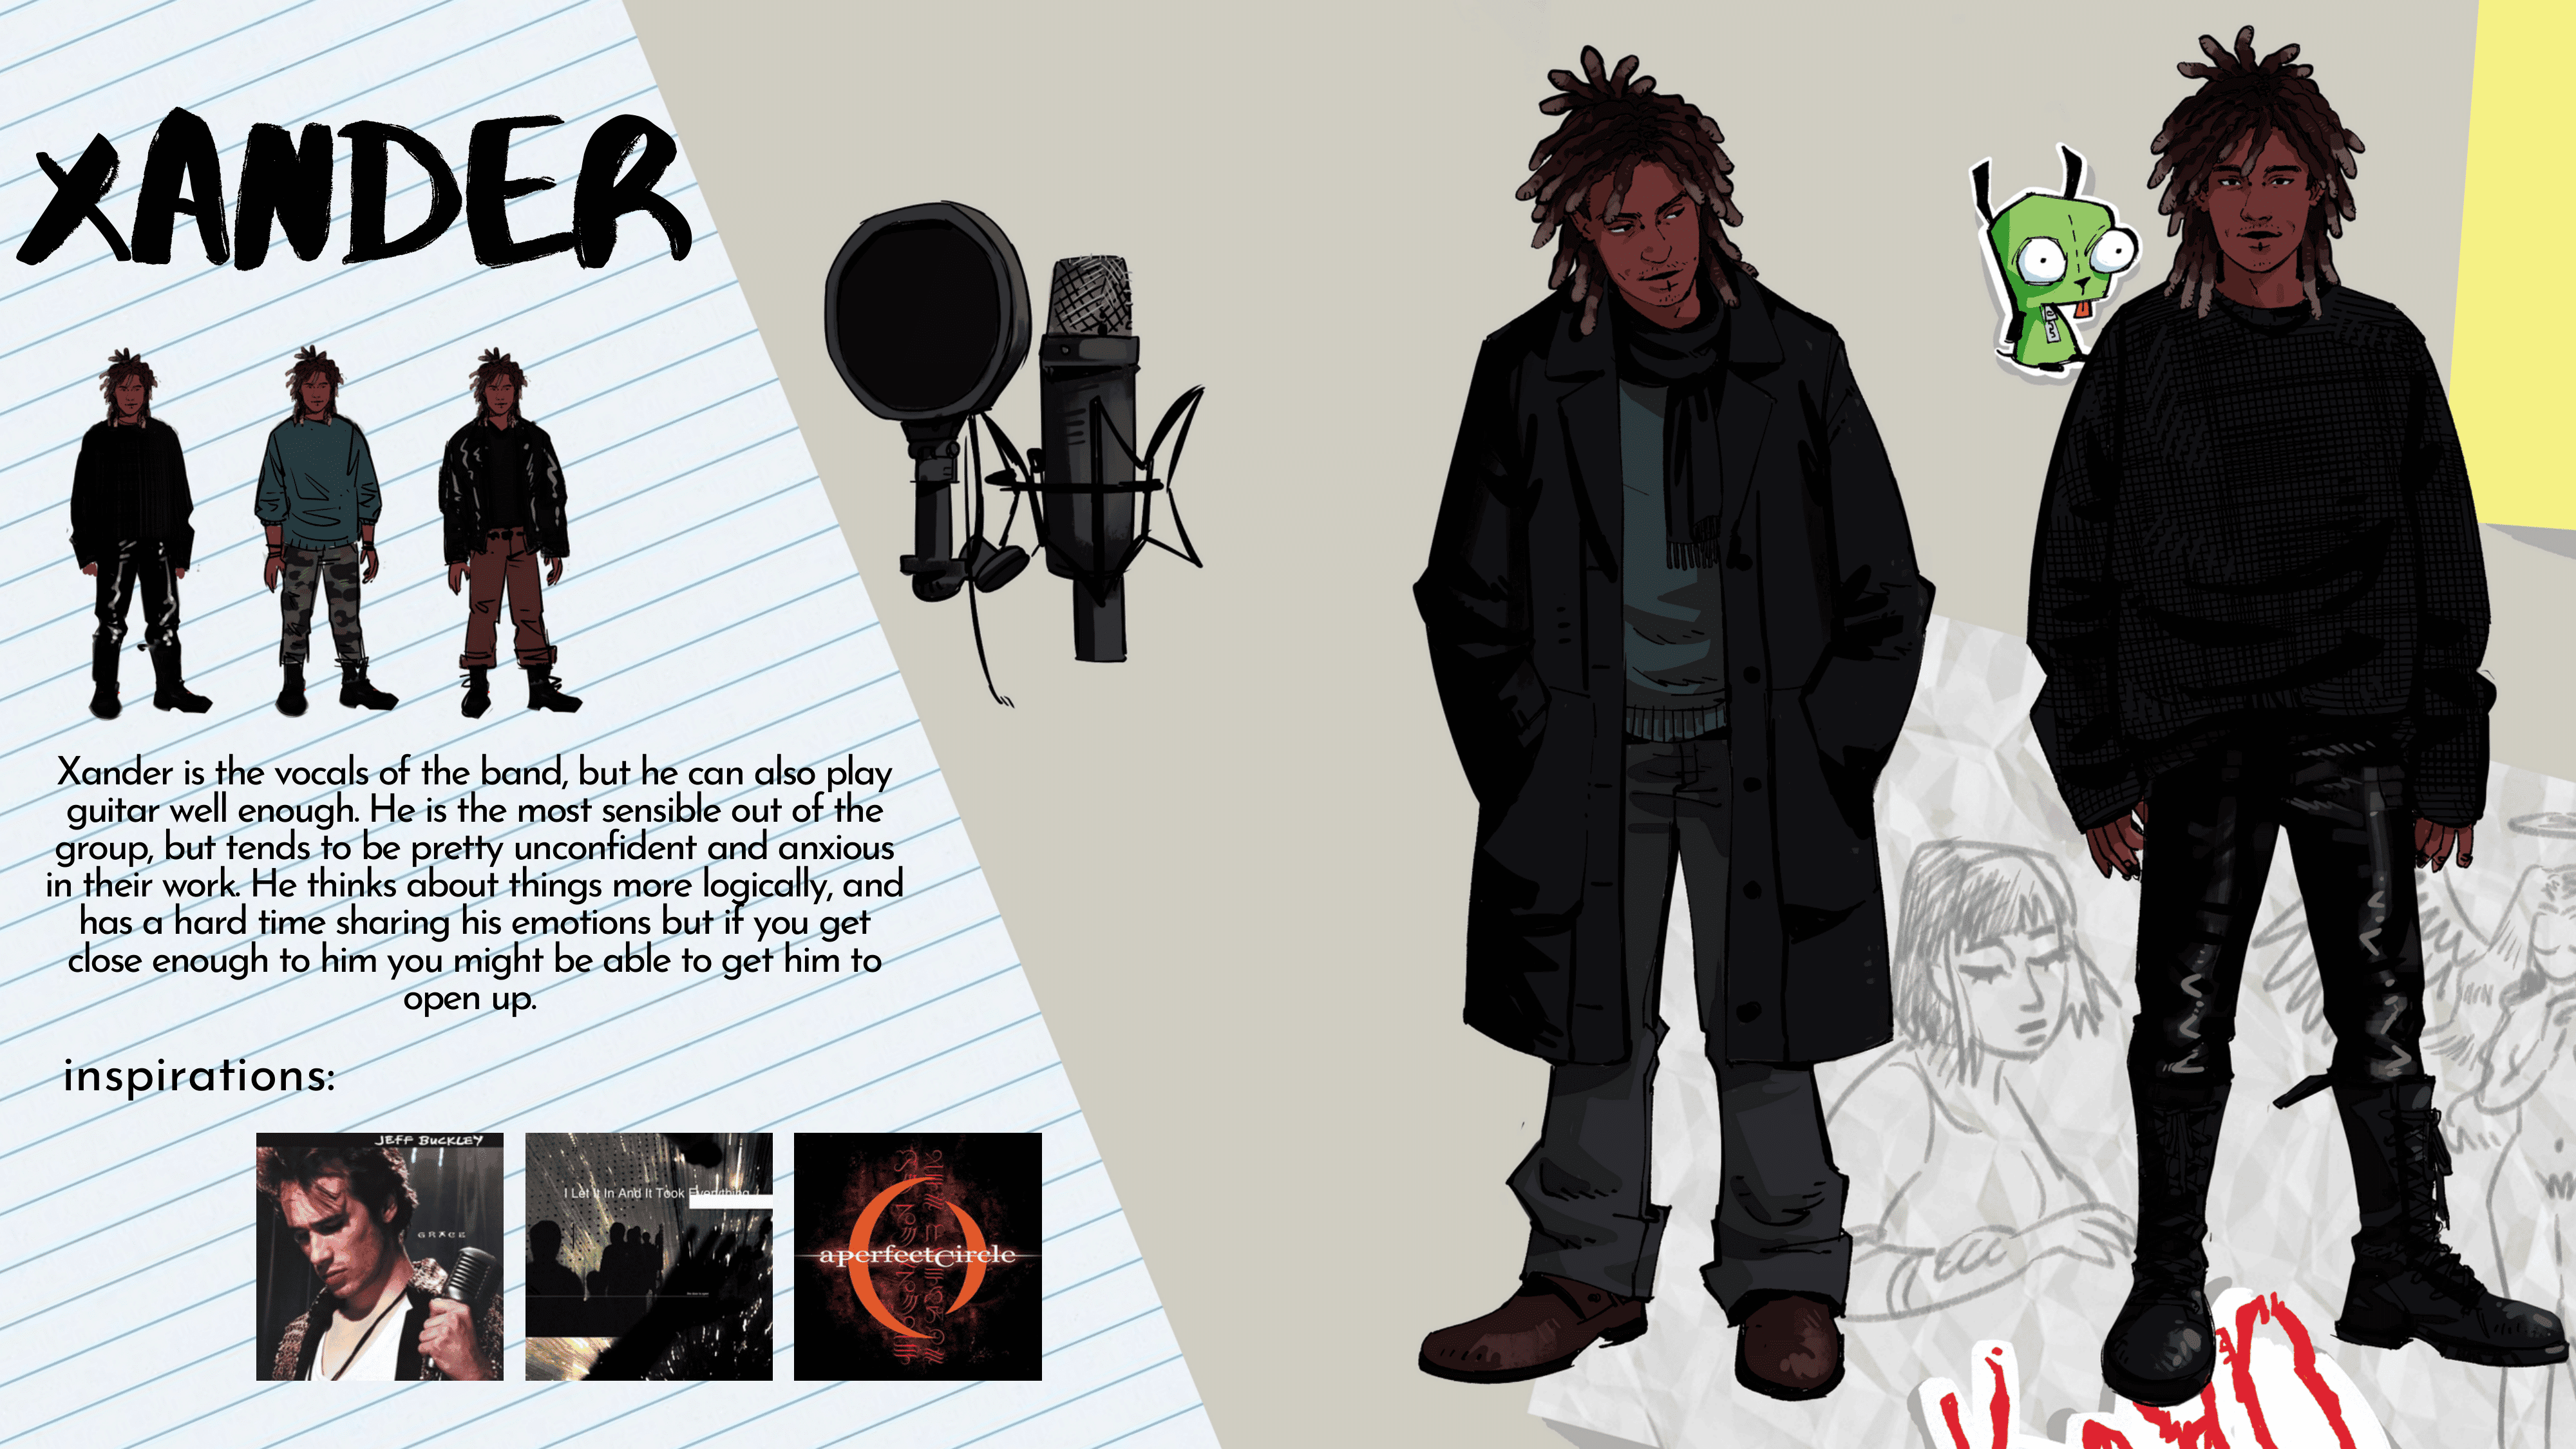 XANDER
Xander is the vocals of the band, but he can also play
guitar well enough. He is the most sensible out of the
group, but tends to be pretty unconfident and anxious
in their work. He thinks about things more logically, and
has a hard time sharing his emotions but if you get
close enough to him you might be able to get him to
open up.
inspirations:
JEFF BUCKLEY
GRACE
I Let It In And It Took Everything
aperfectcircle